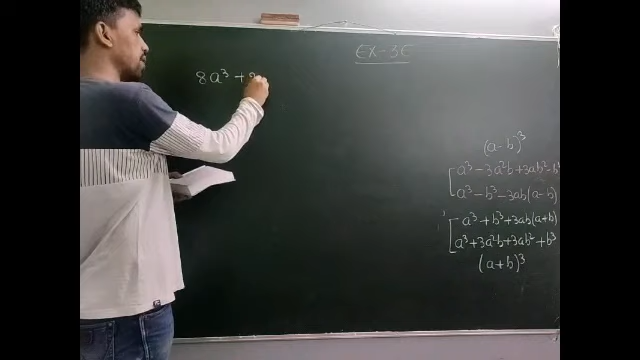 EX-3E
8a³ +
(a-b)³
a³ - 3a²b + 3ab² - b³
a³ - b³ - 3ab(a-b)
a³ + b³ + 3ab(a+b)
a³ + 3a²b + 3ab² + b³
(a+b)³